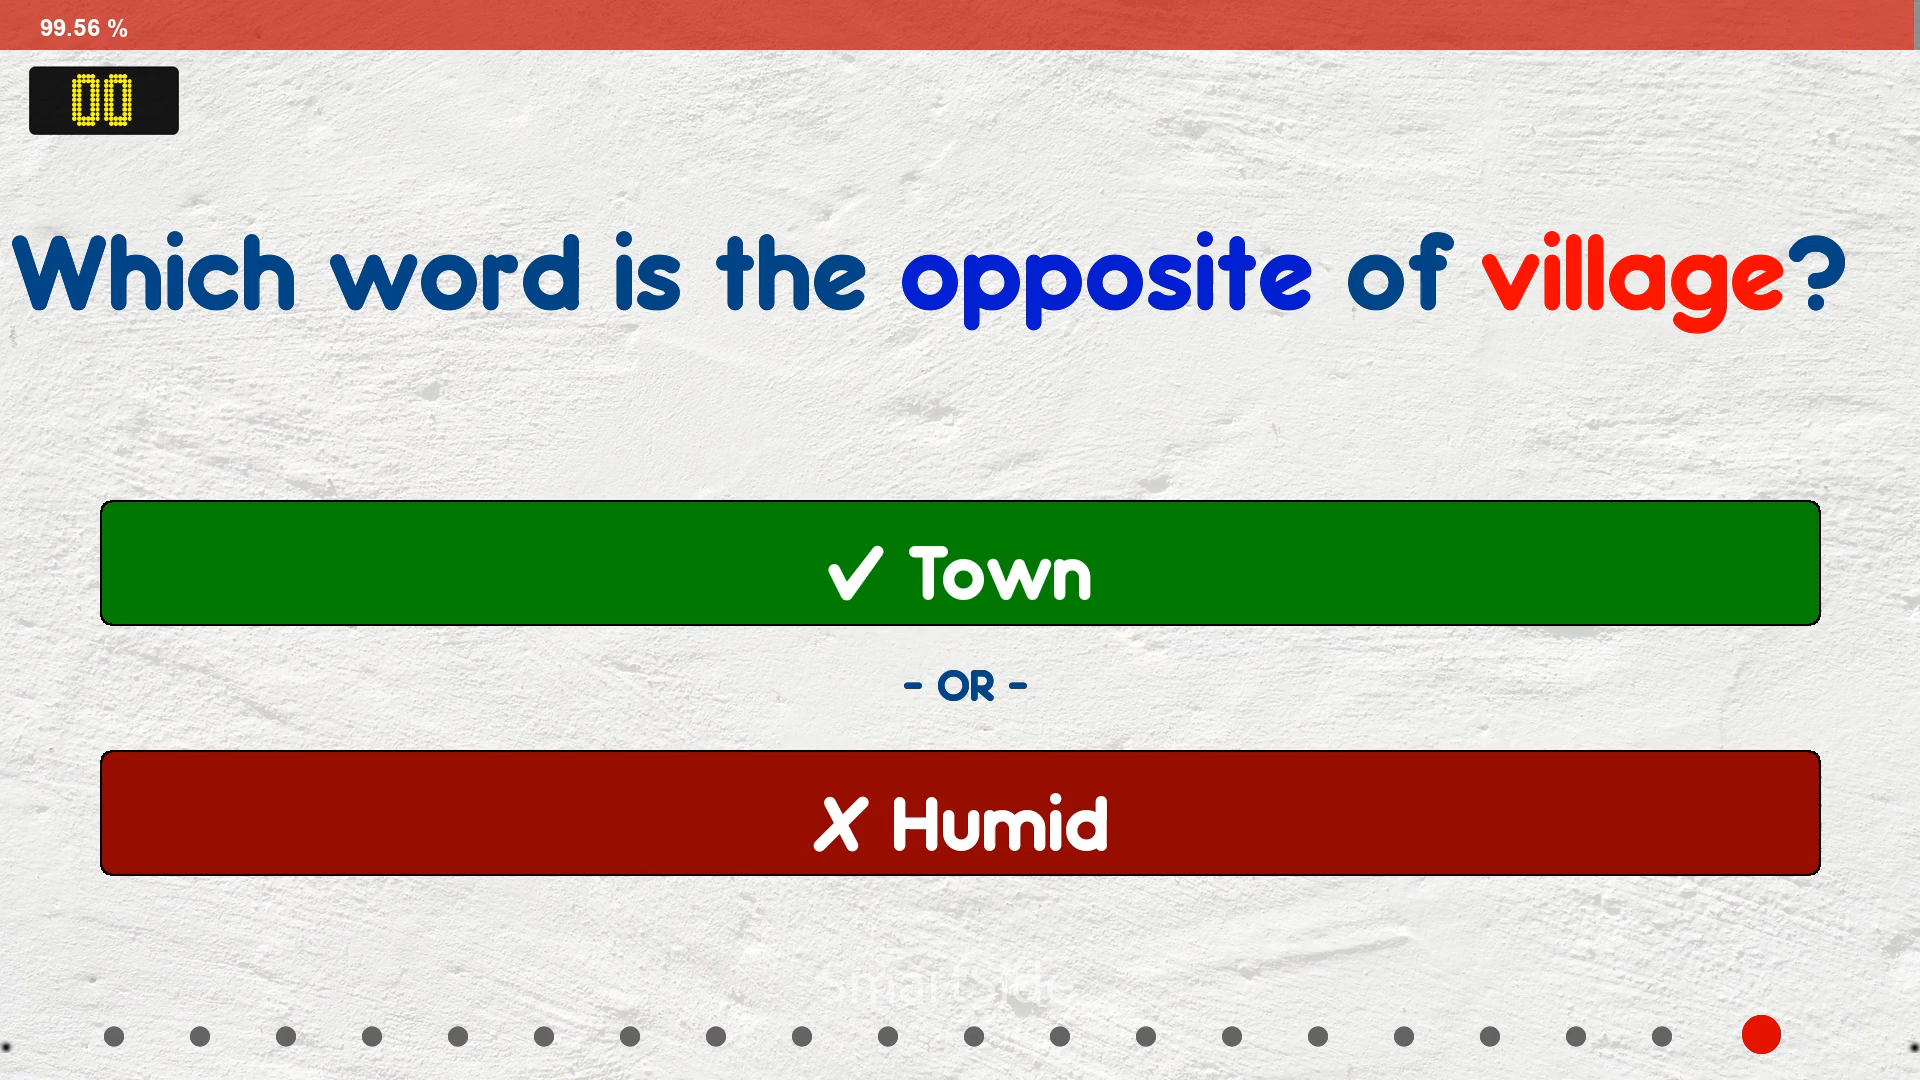 99.56 %
00
Which word is the opposite of village?
✓ Town
- OR -
✗ Humid